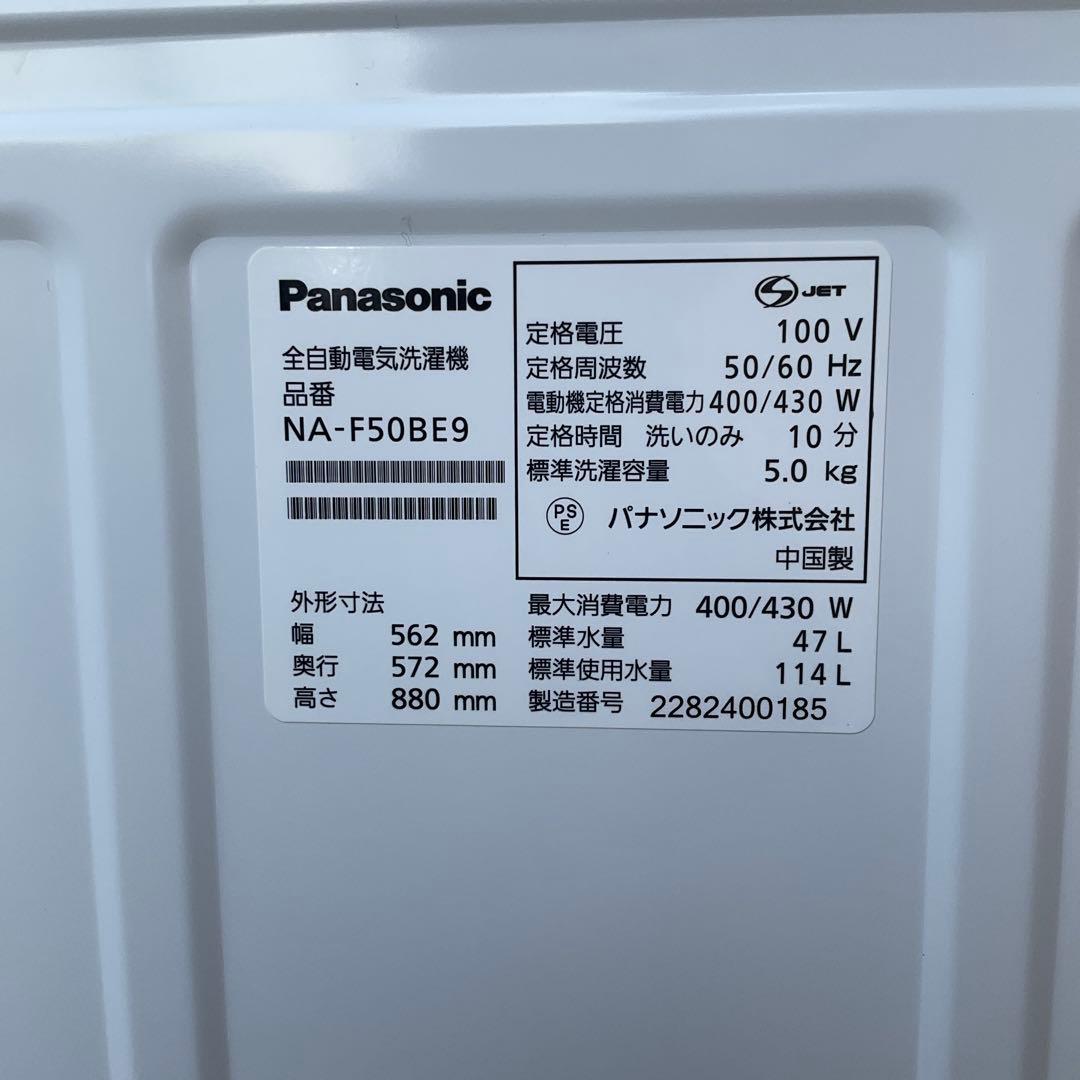 Panasonic
全自動電気洗濯機
品番
NA-F50BE9
S JET
定格電圧 100 V
定格周波数 50/60 Hz
電動機定格消費電力 400/430 W
定格時間 洗いのみ 10 分
標準洗濯容量 5.0 kg
PSE パナソニック株式会社
中国製
外形寸法
幅 562 mm
奥行 572 mm
高さ 880 mm
最大消費電力 400/430 W
標準水量 47 L
標準使用水量 114 L
製造番号 2282400185